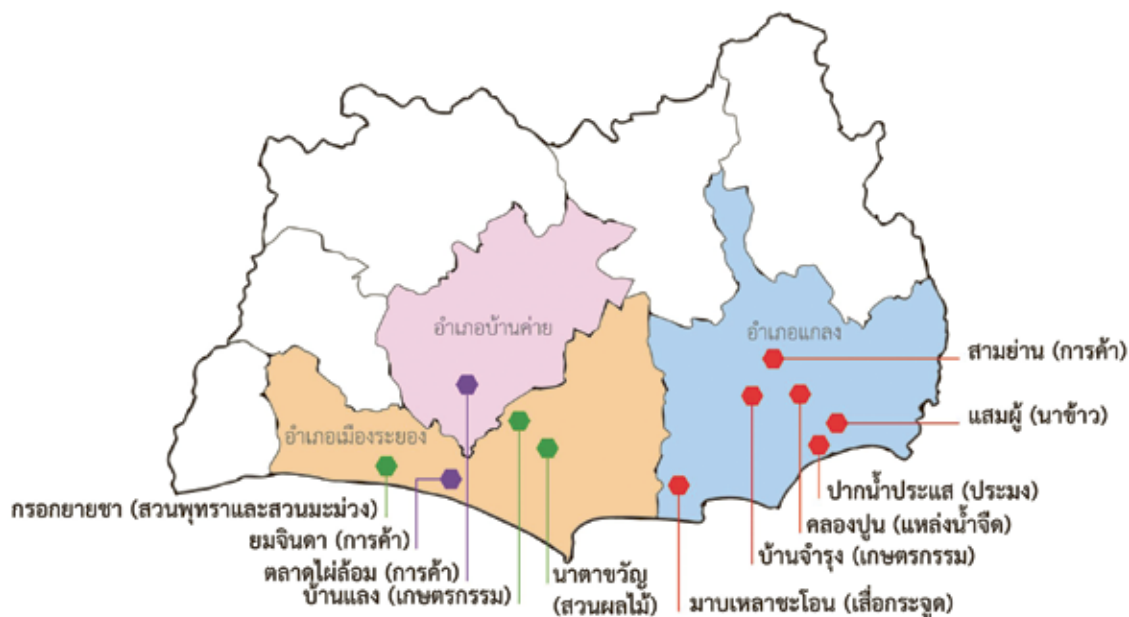 อำเภอบ้านค่าย
อำเภอแกลง
อำเภอเมืองระยอง
สามย่าน (การค้า)
แสมผู้ (นาข้าว)
ปากน้ำประแส (ประมง)
คลองปูน (แหล่งน้ำจืด)
บ้านจำรุง (เกษตรกรรม)
มาบเหลาชะโอน (เสื่อกระจูด)
กรอกยายชา (สวนพุทราและสวนมะม่วง)
ยมจินดา (การค้า)
ตลาดไผ่ล้อม (การค้า)
บ้านแลง (เกษตรกรรม)
นาตาขวัญ
(สวนผลไม้)